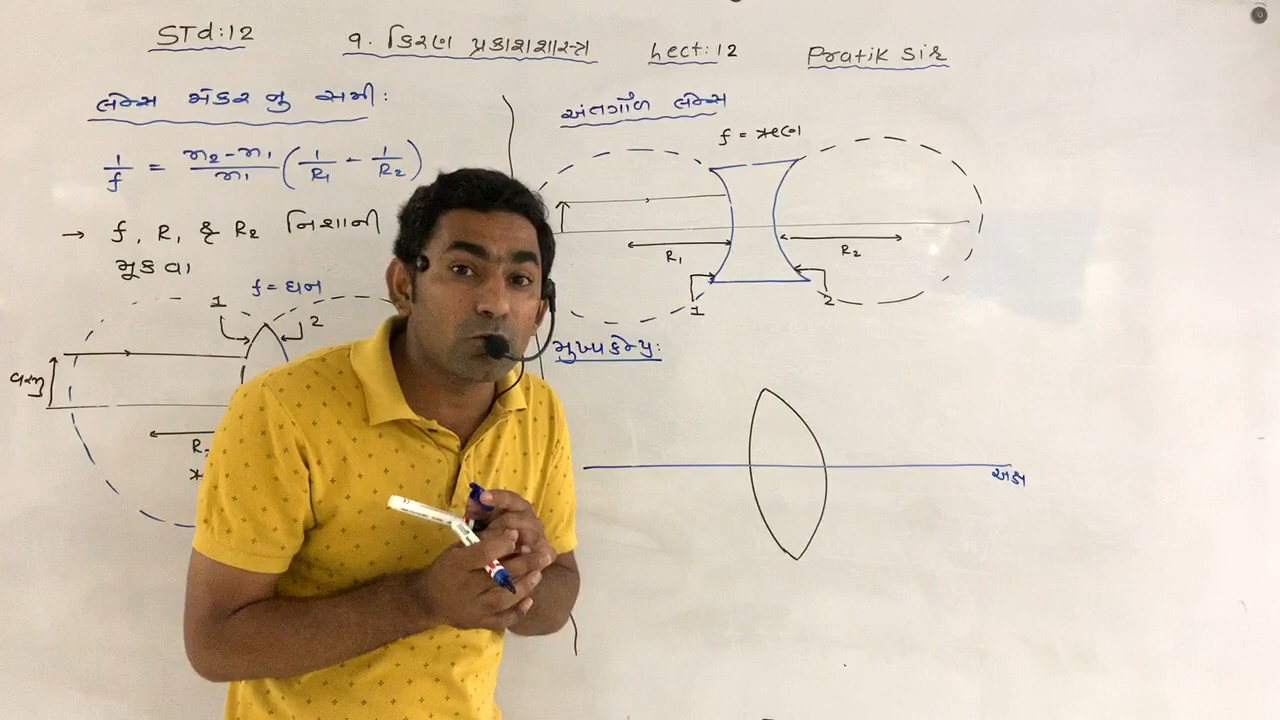 STd:12 ૧. કિરણ પ્રકાશશાસ્ત્ર Lect:12 Pratik Sir
લેન્સ મેકર નુ સમી:
1/f = (n₂-n₁)/n₁ (1/R₁ - 1/R₂)
→ f, R₁ & R₂ નિશાની
મૂકવા
f = ધન
1
2
વસ્તુ
અંતર્ગોળ લેન્સ
f = ઋણ
R₁
R₂
1
2
મુખ્યકેન્દ્ર:
અક્ષ